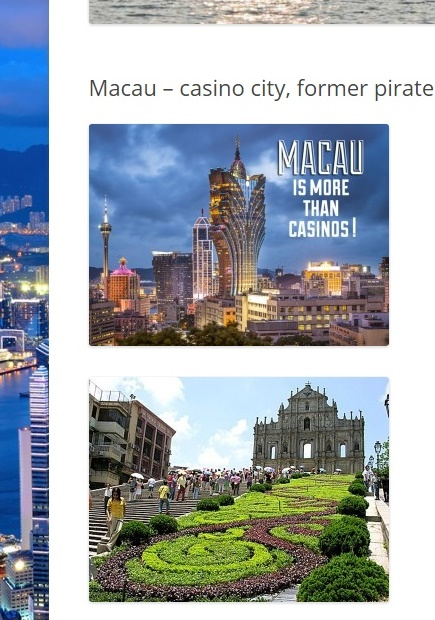 Macau – casino city, former pirate
MACAU
IS MORE
THAN
CASINOS!